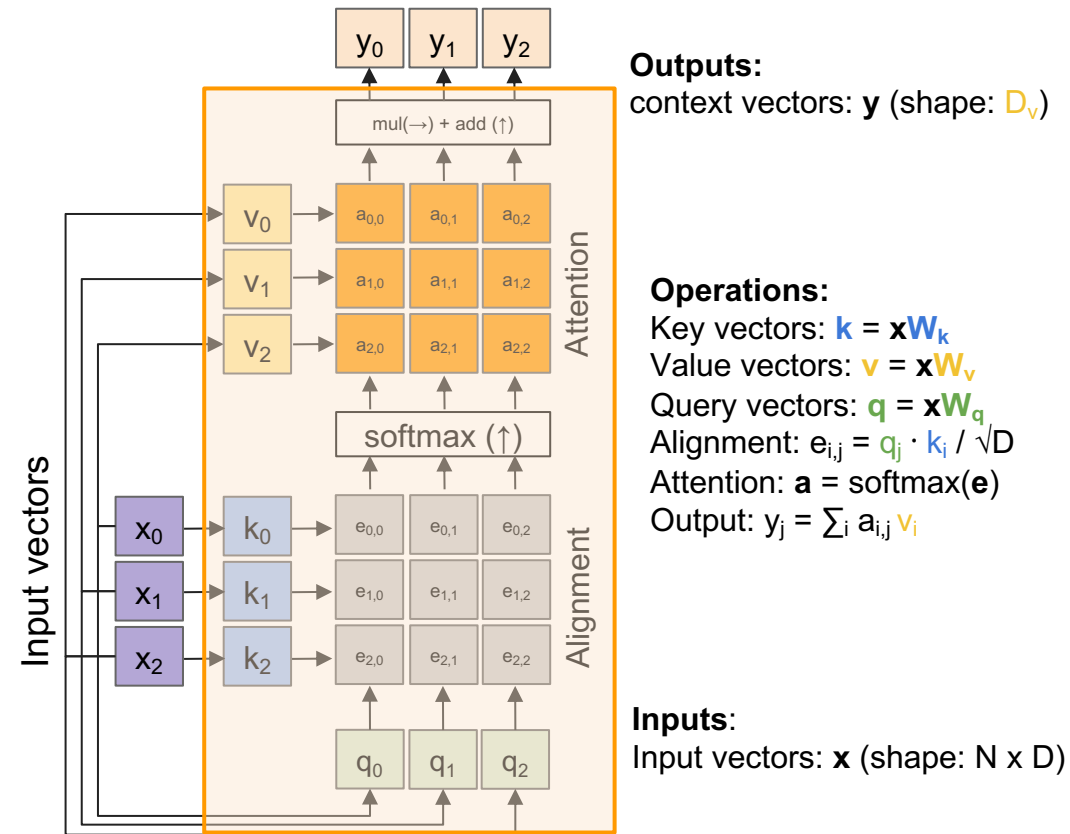 y₀ y₁ y₂
Outputs:
context vectors: y (shape: Dᵥ)
mul(→) + add (↑)
v₀ a₀,₀ a₀,₁ a₀,₂
v₁ a₁,₀ a₁,₁ a₁,₂
v₂ a₂,₀ a₂,₁ a₂,₂
Attention
softmax (↑)
Operations:
Key vectors: k = xWₖ
Value vectors: v = xWᵥ
Query vectors: q = xW_q
Alignment: eᵢ,ⱼ = qⱼ · kᵢ / √D
Attention: a = softmax(e)
Output: yⱼ = ∑ᵢ aᵢ,ⱼ vᵢ
Input vectors
x₀ k₀ e₀,₀ e₀,₁ e₀,₂
x₁ k₁ e₁,₀ e₁,₁ e₁,₂
x₂ k₂ e₂,₀ e₂,₁ e₂,₂
Alignment
q₀ q₁ q₂
Inputs:
Input vectors: x (shape: N x D)